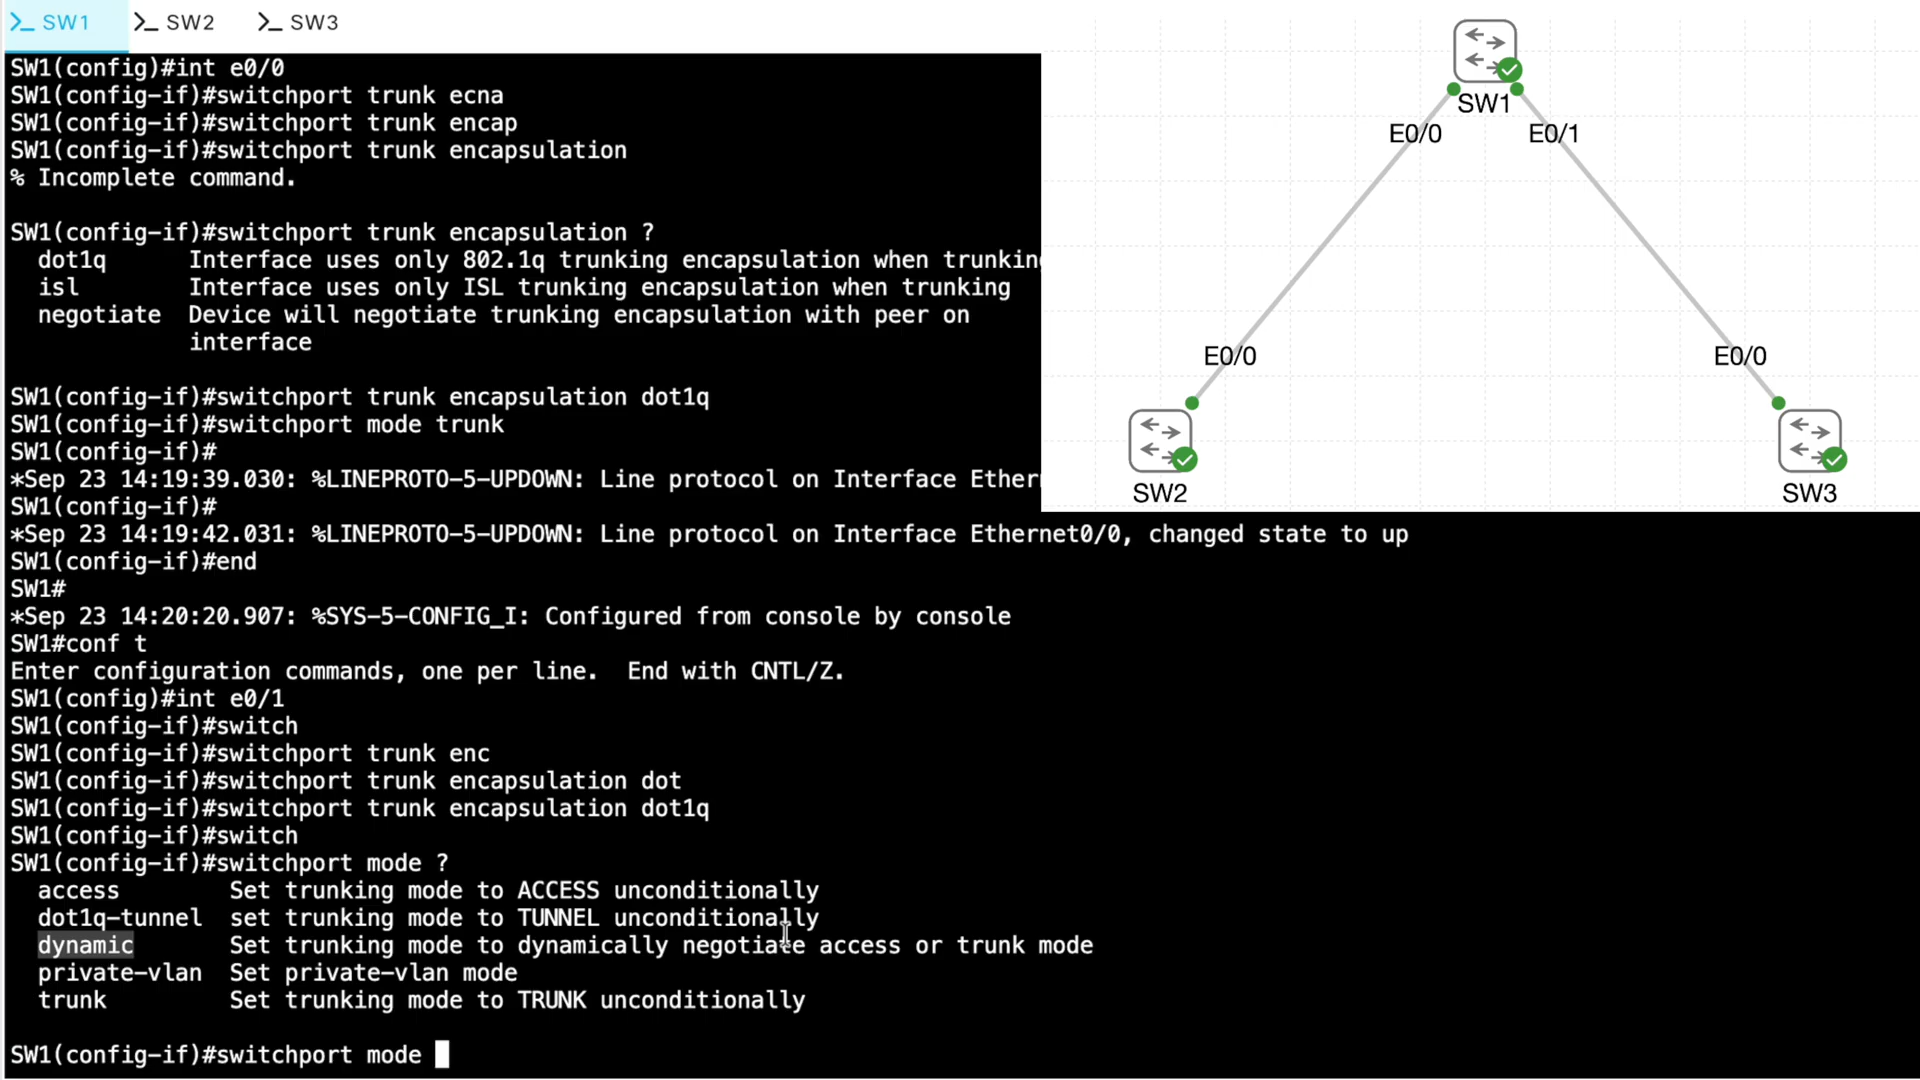 >_ SW1 >_ SW2 >_ SW3
SW1(config)#int e0/0
SW1(config-if)#switchport trunk ecna
SW1(config-if)#switchport trunk encap
SW1(config-if)#switchport trunk encapsulation
% Incomplete command.
SW1(config-if)#switchport trunk encapsulation ?
dot1q Interface uses only 802.1q trunking encapsulation when trunking
isl Interface uses only ISL trunking encapsulation when trunking
negotiate Device will negotiate trunking encapsulation with peer on
interface
SW1(config-if)#switchport trunk encapsulation dot1q
SW1(config-if)#switchport mode trunk
SW1(config-if)#
*Sep 23 14:19:39.030: %LINEPROTO-5-UPDOWN: Line protocol on Interface Ether
SW1(config-if)#
*Sep 23 14:19:42.031: %LINEPROTO-5-UPDOWN: Line protocol on Interface Ethernet0/0, changed state to up
SW1(config-if)#end
SW1#
*Sep 23 14:20:20.907: %SYS-5-CONFIG_I: Configured from console by console
SW1#conf t
Enter configuration commands, one per line.  End with CNTL/Z.
SW1(config)#int e0/1
SW1(config-if)#switch
SW1(config-if)#switchport trunk enc
SW1(config-if)#switchport trunk encapsulation dot
SW1(config-if)#switchport trunk encapsulation dot1q
SW1(config-if)#switch
SW1(config-if)#switchport mode ?
access Set trunking mode to ACCESS unconditionally
dot1q-tunnel set trunking mode to TUNNEL unconditionally
dynamic Set trunking mode to dynamically negotiate access or trunk mode
private-vlan Set private-vlan mode
trunk Set trunking mode to TRUNK unconditionally
SW1(config-if)#switchport mode
SW1
E0/0 E0/1
E0/0 E0/0
SW2 SW3